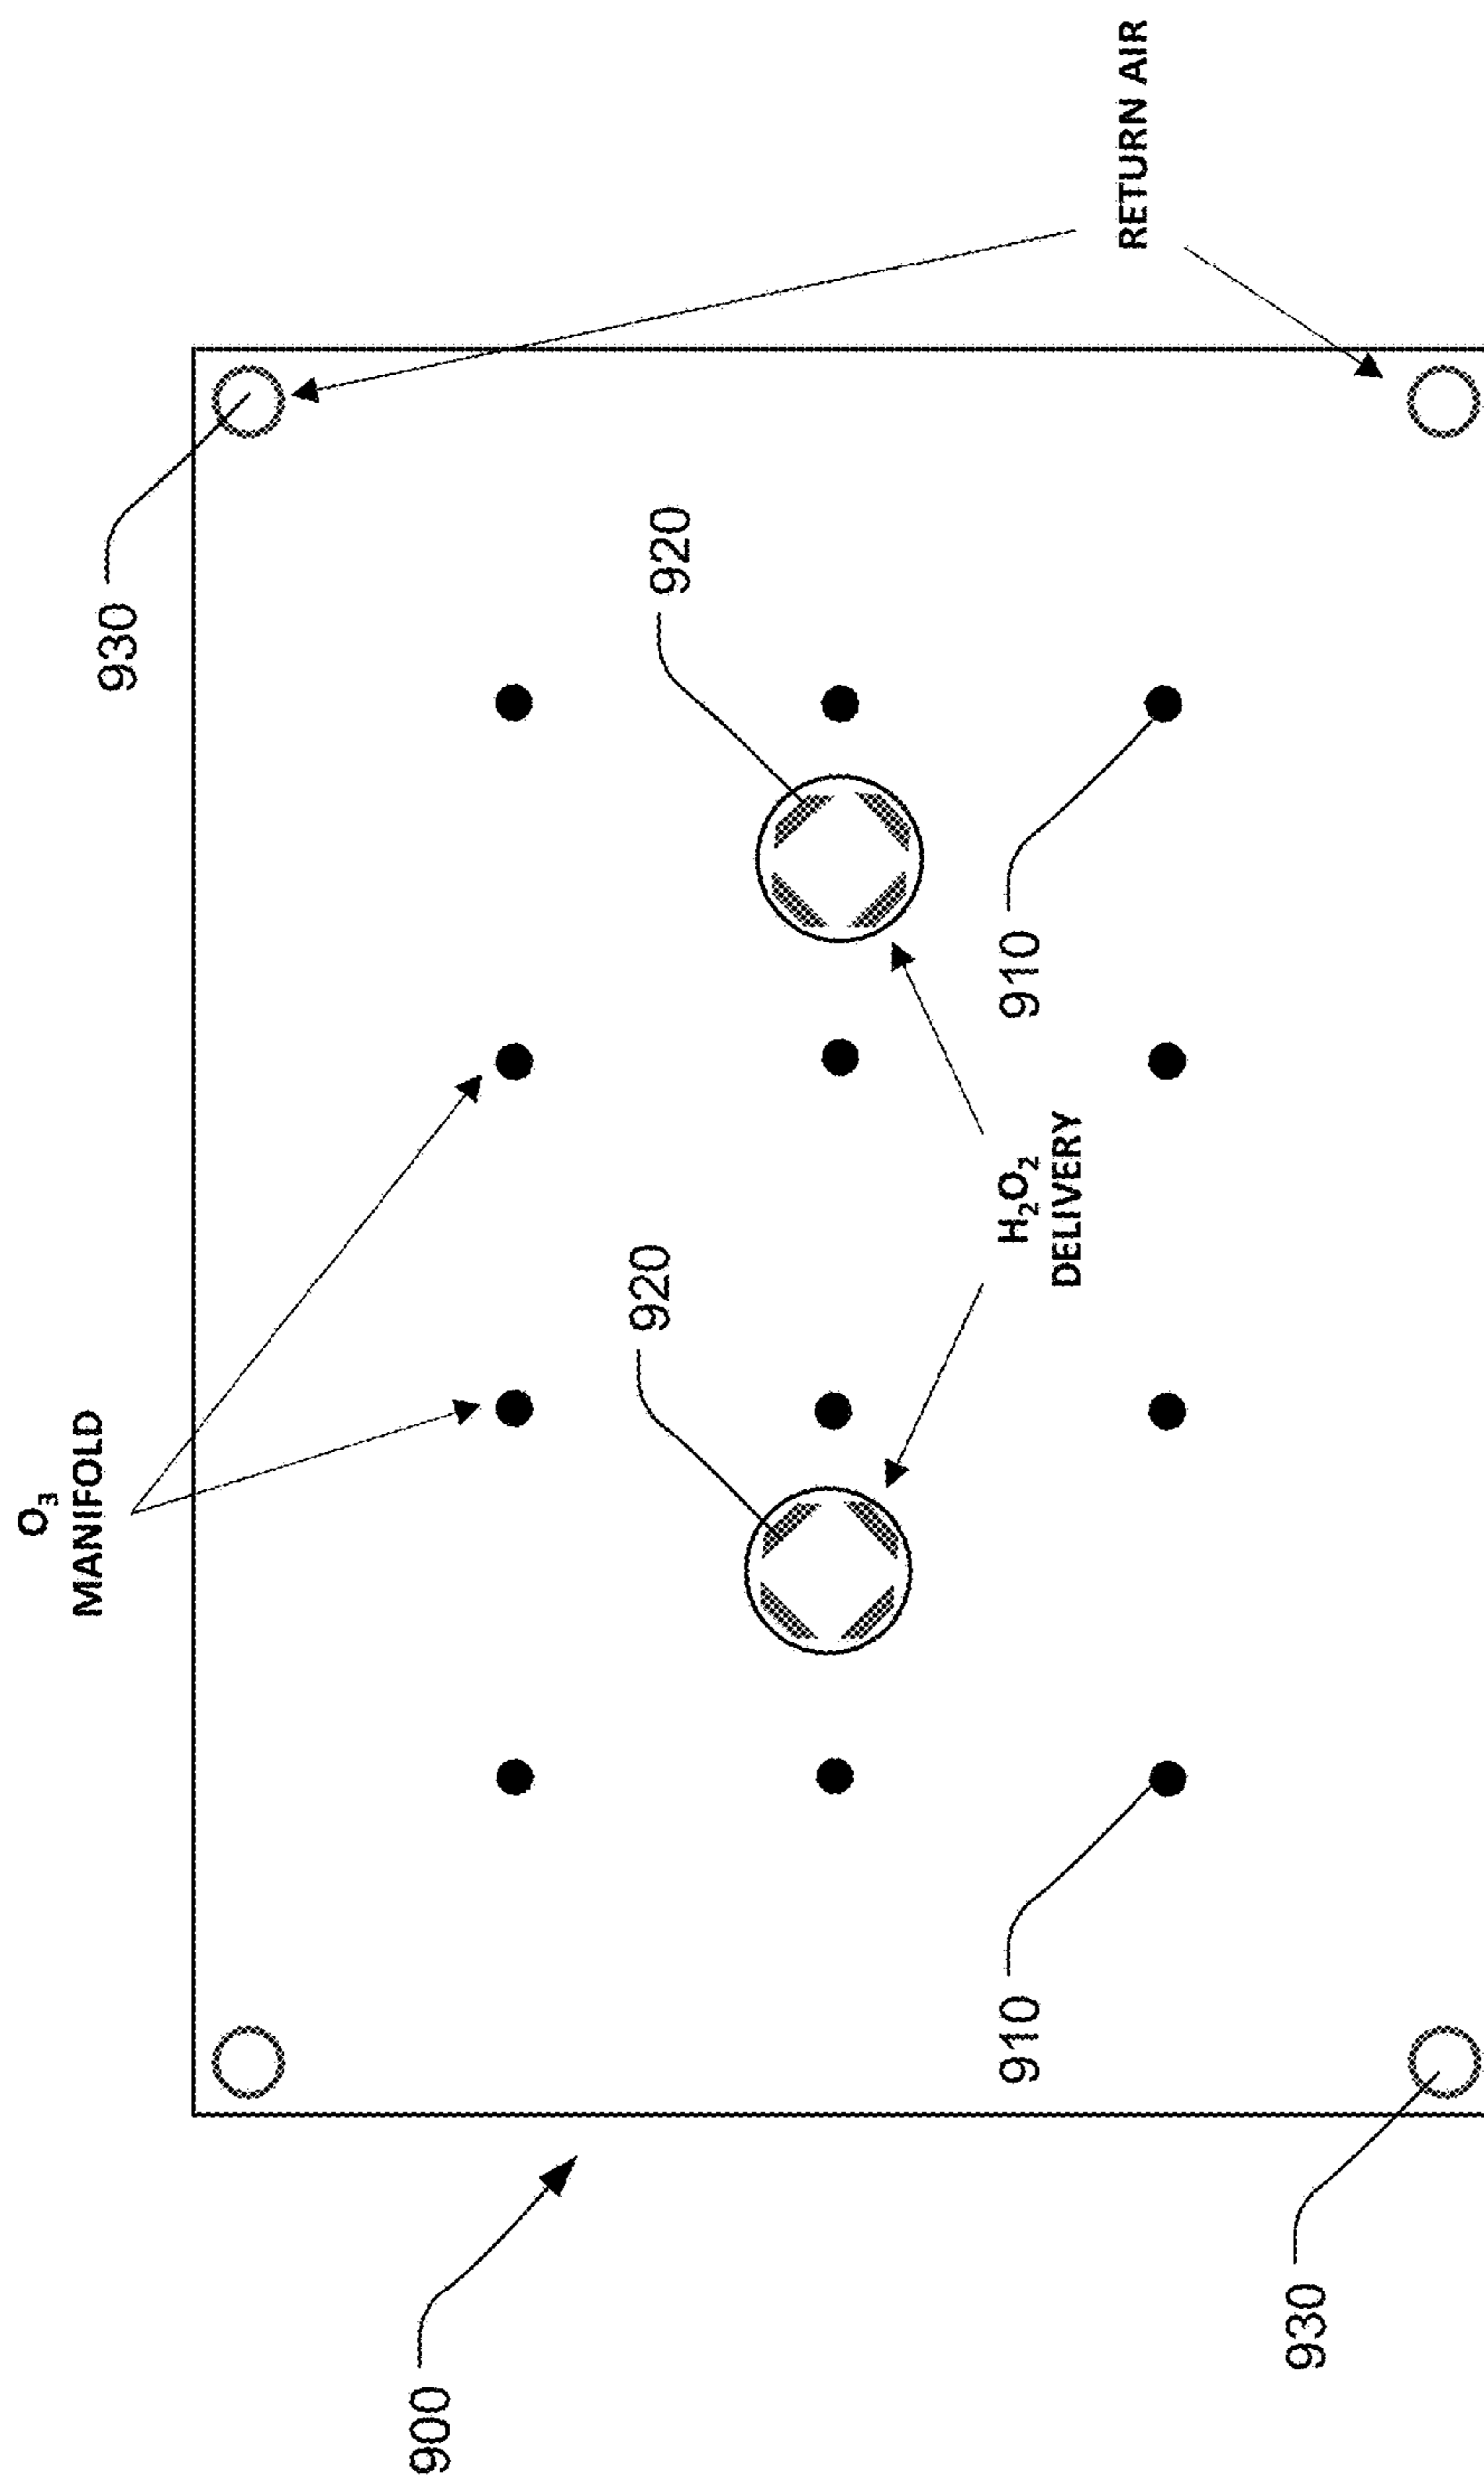 O₃
MANIFOLD
930
RETURN AIR
900
920
920
910
H₂O₂
DELIVERY
910
930